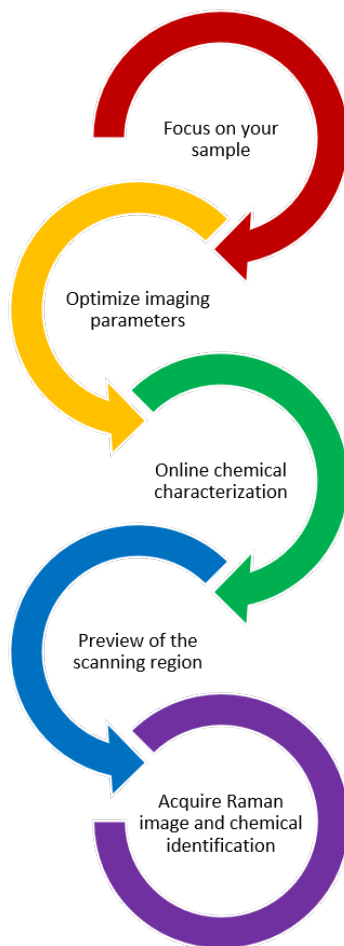 Focus on your
sample
Optimize imaging
parameters
Online chemical
characterization
Preview of the
scanning region
Acquire Raman
image and chemical
identification